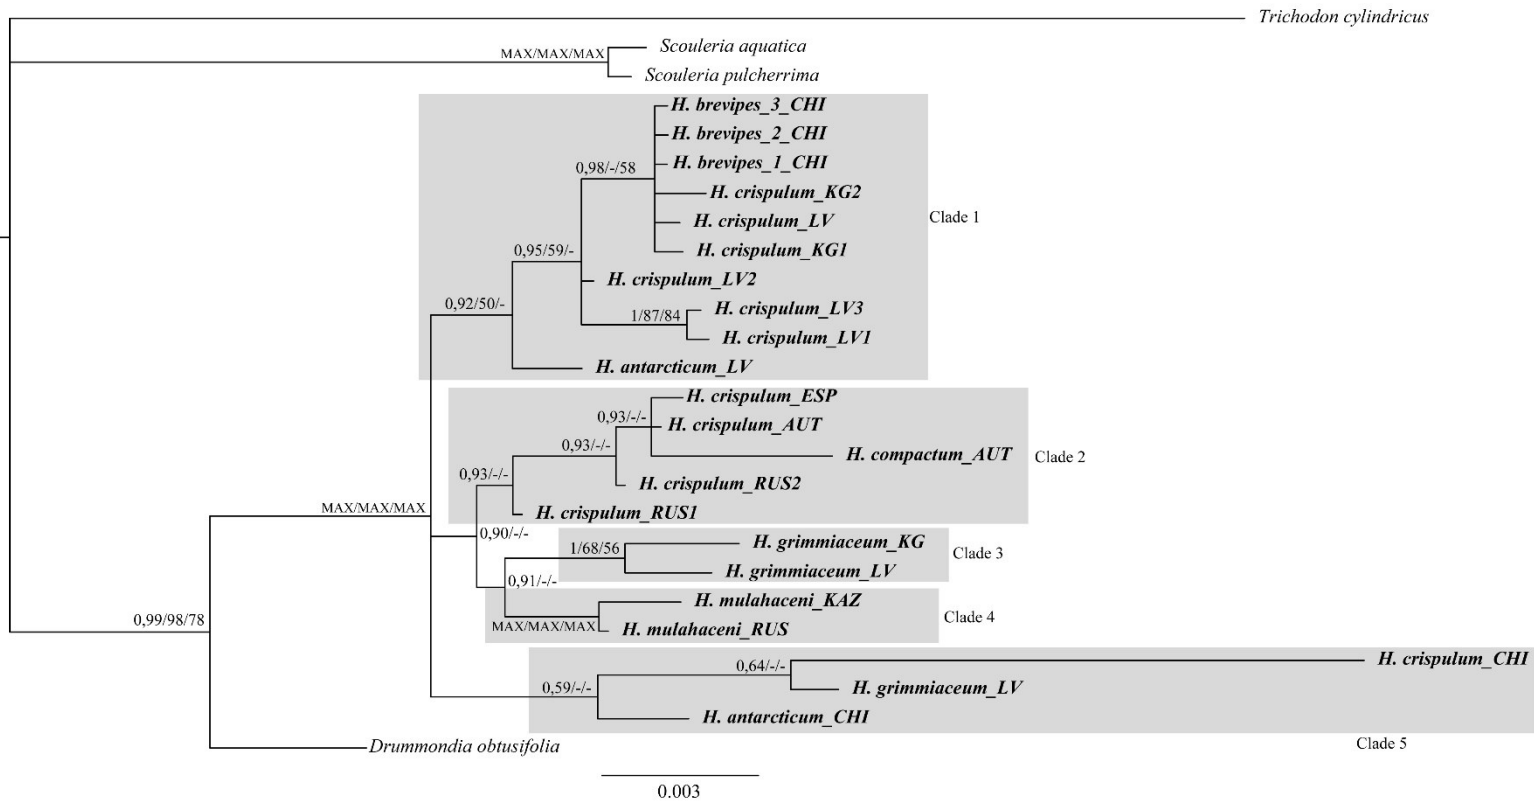 Trichodon cylindricus
Scouleria aquatica
MAX/MAX/MAX
Scouleria pulcherrima
H. brevipes_3_CHI
H. brevipes_2_CHI
H. brevipes_1_CHI
0,98/-/58
H. crispulum_KG2
Clade 1
H. crispulum_LV
H. crispulum_KG1
0,95/59/-
H. crispulum_LV2
0,92/50/-
H. crispulum_LV3
1/87/84
H. crispulum_LV1
H. antarcticum_LV
H. crispulum_ESP
0,93/-/-
H. crispulum_AUT
0,93/-/-
H. compactum_AUT
Clade 2
0,93/-/-
H. crispulum_RUS2
MAX/MAX/MAX
H. crispulum_RUS1
0,90/-/-
H. grimmiaceum_KG
1/68/56
Clade 3
H. grimmiaceum_LV
0,91/-/-
H. mulahaceni_KAZ
Clade 4
0,99/98/78
MAX/MAX/MAX
H. mulahaceni_RUS
H. crispulum_CHI
0,64/-/-
0,59/-/-
H. grimmiaceum_LV
H. antarcticum_CHI
Clade 5
Drummondia obtusifolia
0.003